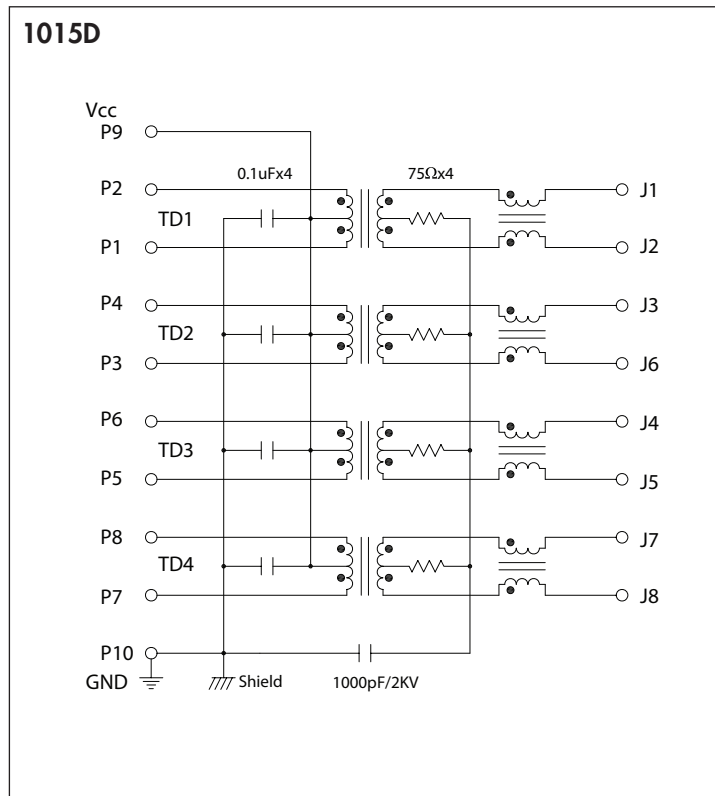 1015D
Vcc
P9
0.1uFx4
75Ωx4
P2
J1
TD1
P1
J2
P4
J3
TD2
P3
J6
P6
J4
TD3
P5
J5
P8
J7
TD4
P7
J8
P10
GND
Shield
1000pF/2KV